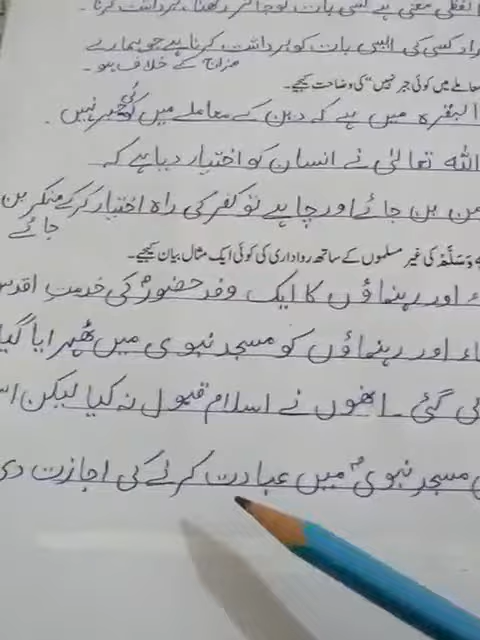 لفظی معنی ہے کسی بات کو جائز رکھنا، برداشت کرنا۔
کسی کی ایسی بات کو برداشت کرنا ہے جو ہمارے
مزاج کے خلاف ہو۔
معاملے میں کوئی جبر نہیں" کی وضاحت کیجیے۔
البقرہ میں ہے کہ دین کے معاملے میں کوئی جبر نہیں۔
اللہ تعالیٰ نے انسان کو اختیار دیا ہے کہ
من بن جائے اور چاہے تو کفر کی راہ اختیار کر کے منکر بن
جائے
وَسَلَّمَ کی غیر مسلموں کے ساتھ رواداری کی کوئی ایک مثال بیان کیجیے۔
اور رہنماؤں کا ایک وفد حضورؐ کی خدمتِ اقدس
اور رہنماؤں کو مسجد نبوی میں ٹھہرایا گیا
گئی۔ انھوں نے اسلام قبول نہ کیا لیکن
مسجد نبویؐ میں عبادت کرنے کی اجازت دی